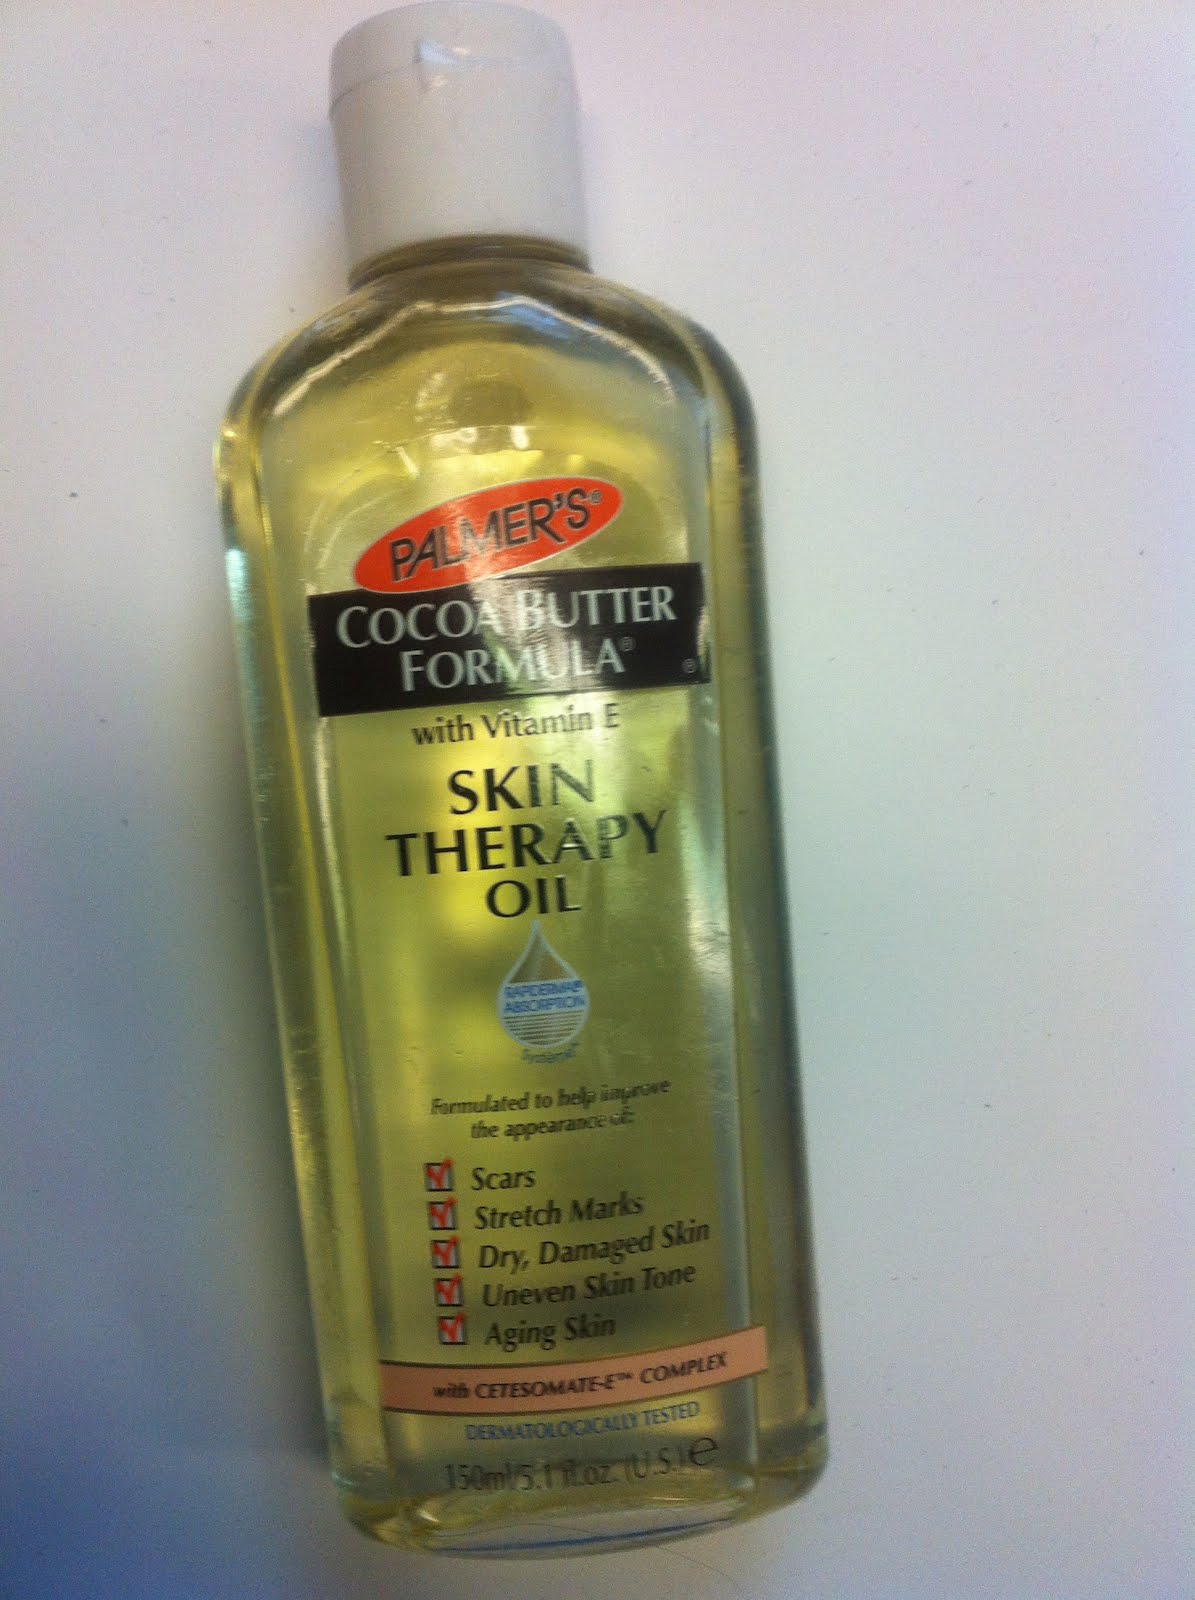 PALMER'S®
COCOA BUTTER
FORMULA®
®
with Vitamin E
SKIN
THERAPY
OIL
RAPIDERMAL®
ABSORPTION
Formulated to help improve
the appearance of:
Scars
Stretch Marks
Dry, Damaged Skin
Uneven Skin Tone
Aging Skin
with CETESOMATE-E™ COMPLEX
DERMATOLOGICALLY TESTED
150ml/5.1 fl.oz. (U.S.) ℮